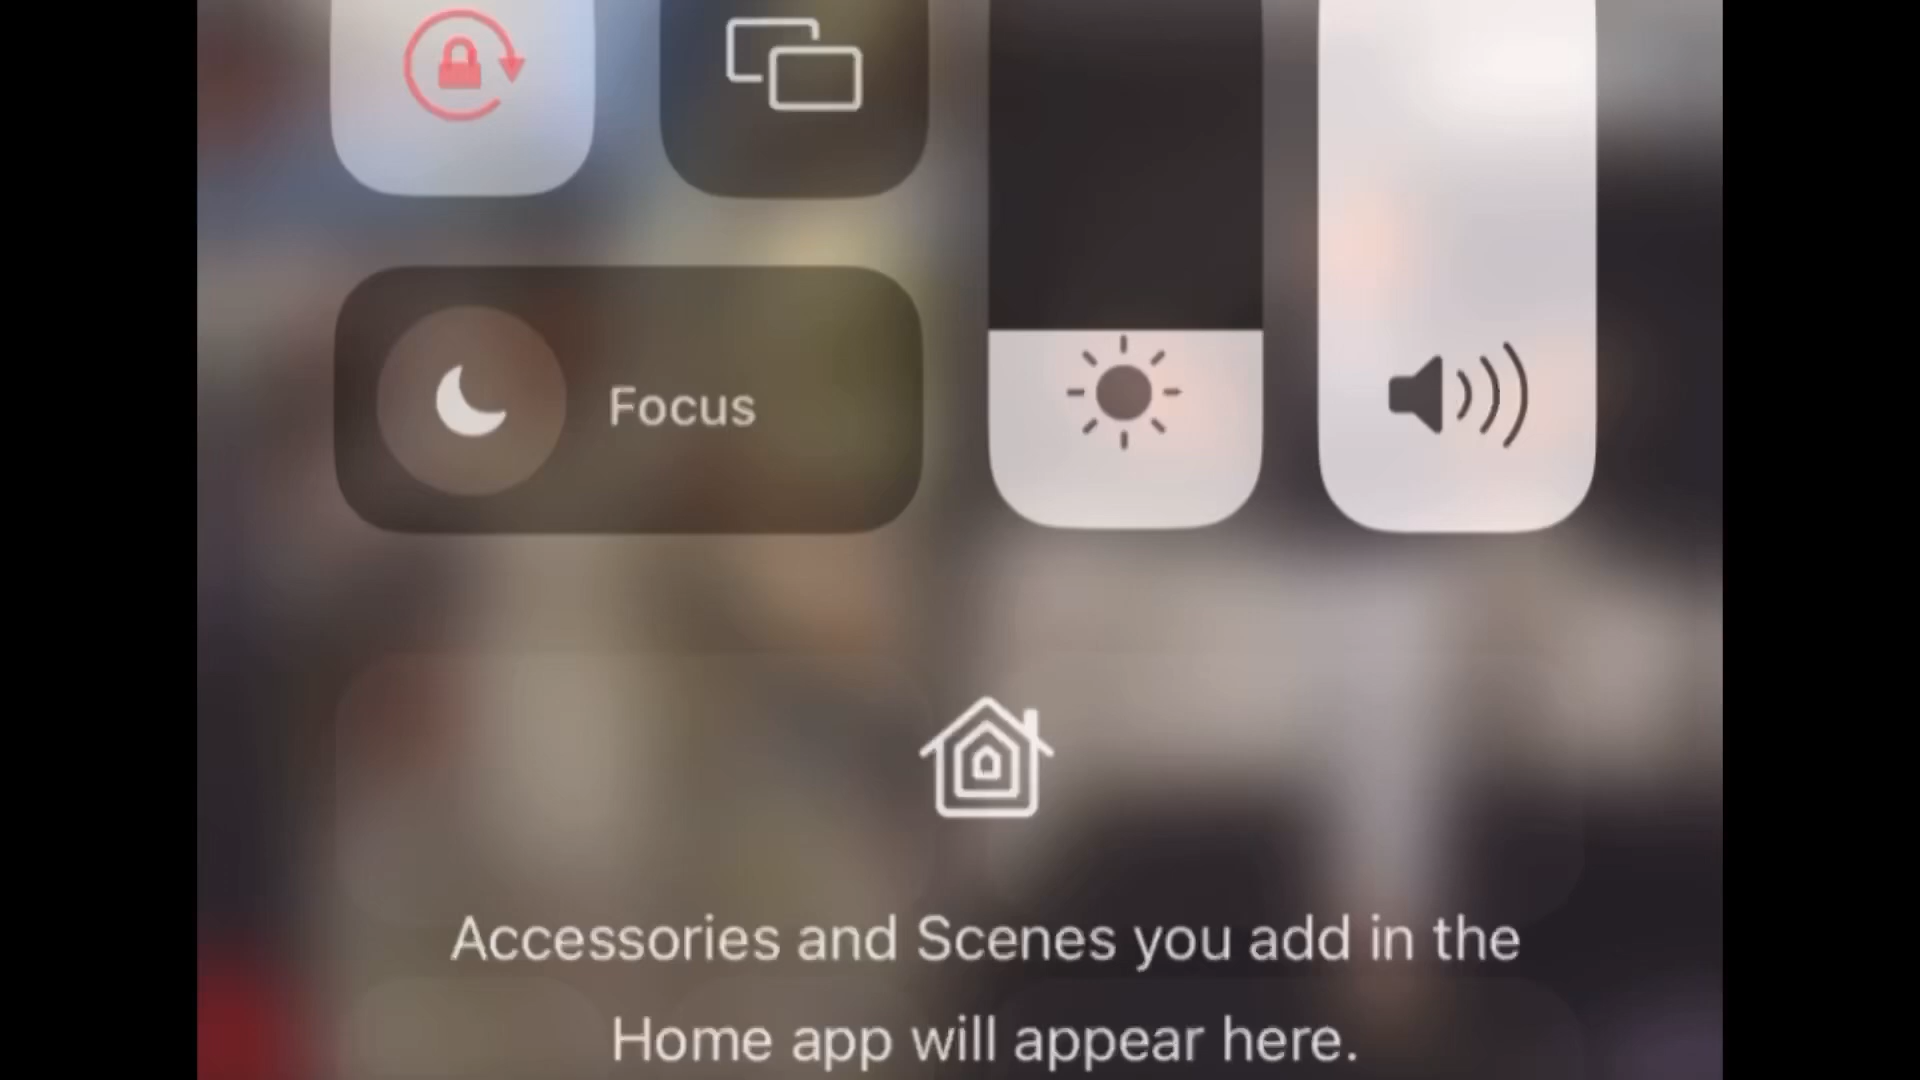 Focus
Accessories and Scenes you add in the
Home app will appear here.